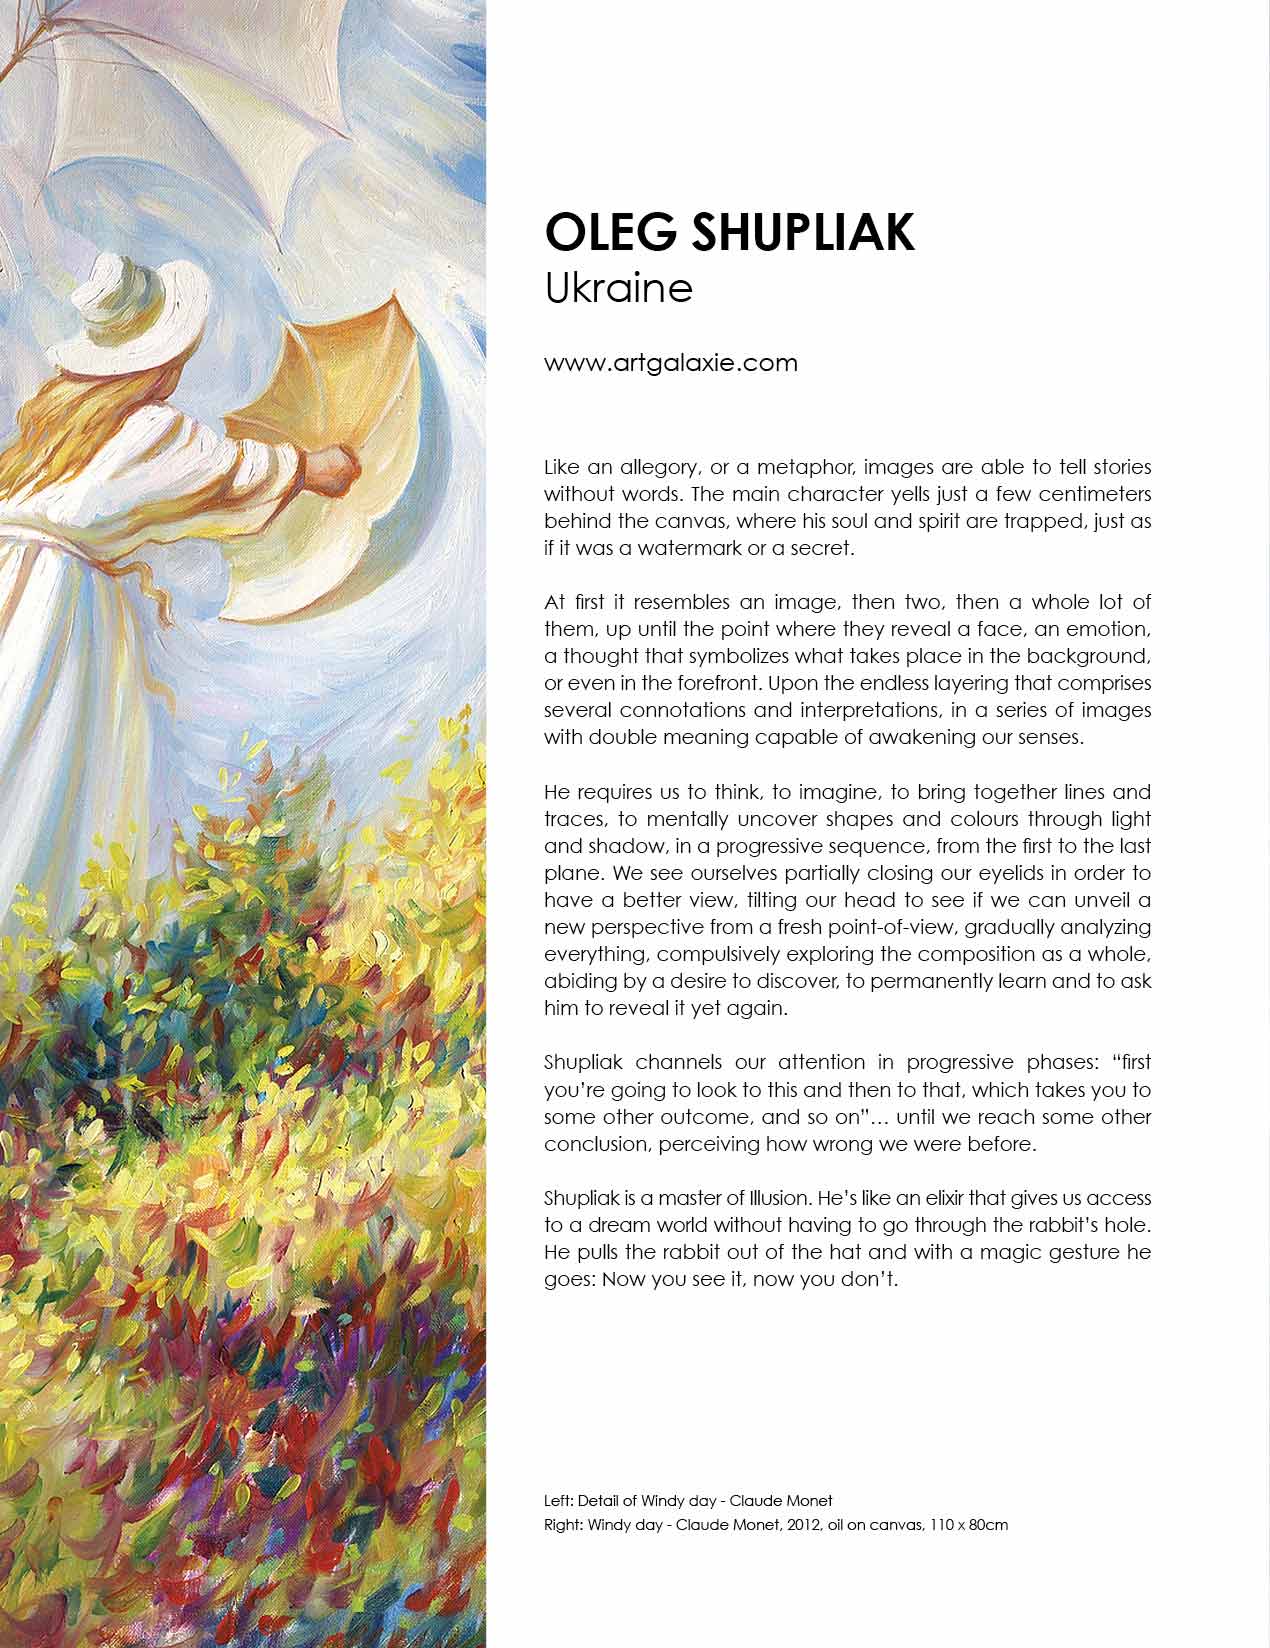 OLEG SHUPLIAK
Ukraine
www.artgalaxie.com
Like an allegory, or a metaphor, images are able to tell stories
without words. The main character yells just a few centimeters
behind the canvas, where his soul and spirit are trapped, just as
if it was a watermark or a secret.
At first it resembles an image, then two, then a whole lot of
them, up until the point where they reveal a face, an emotion,
a thought that symbolizes what takes place in the background,
or even in the forefront. Upon the endless layering that comprises
several connotations and interpretations, in a series of images
with double meaning capable of awakening our senses.
He requires us to think, to imagine, to bring together lines and
traces, to mentally uncover shapes and colours through light
and shadow, in a progressive sequence, from the first to the last
plane. We see ourselves partially closing our eyelids in order to
have a better view, tilting our head to see if we can unveil a
new perspective from a fresh point-of-view, gradually analyzing
everything, compulsively exploring the composition as a whole,
abiding by a desire to discover, to permanently learn and to ask
him to reveal it yet again.
Shupliak channels our attention in progressive phases: “first
you’re going to look to this and then to that, which takes you to
some other outcome, and so on”… until we reach some other
conclusion, perceiving how wrong we were before.
Shupliak is a master of Illusion. He’s like an elixir that gives us access
to a dream world without having to go through the rabbit’s hole.
He pulls the rabbit out of the hat and with a magic gesture he
goes: Now you see it, now you don’t.
Left: Detail of Windy day - Claude Monet
Right: Windy day - Claude Monet, 2012, oil on canvas, 110 x 80cm